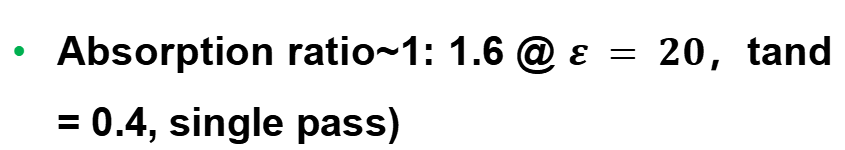 • Absorption ratio~1: 1.6 @ 𝜺 = 20, tand
= 0.4, single pass)